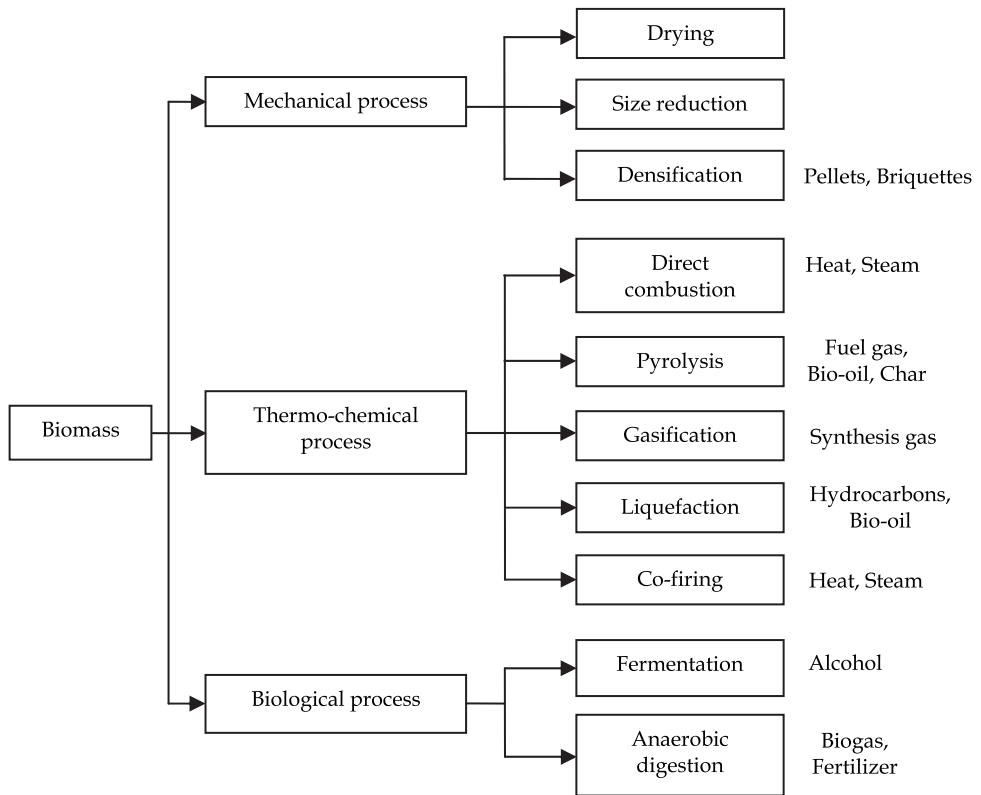 Drying
Mechanical process
Size reduction
Densification
Pellets, Briquettes
Direct
combustion
Heat, Steam
Pyrolysis
Fuel gas,
Bio-oil, Char
Biomass
Thermo-chemical
process
Gasification
Synthesis gas
Liquefaction
Hydrocarbons,
Bio-oil
Co-firing
Heat, Steam
Biological process
Fermentation
Alcohol
Anaerobic
digestion
Biogas,
Fertilizer